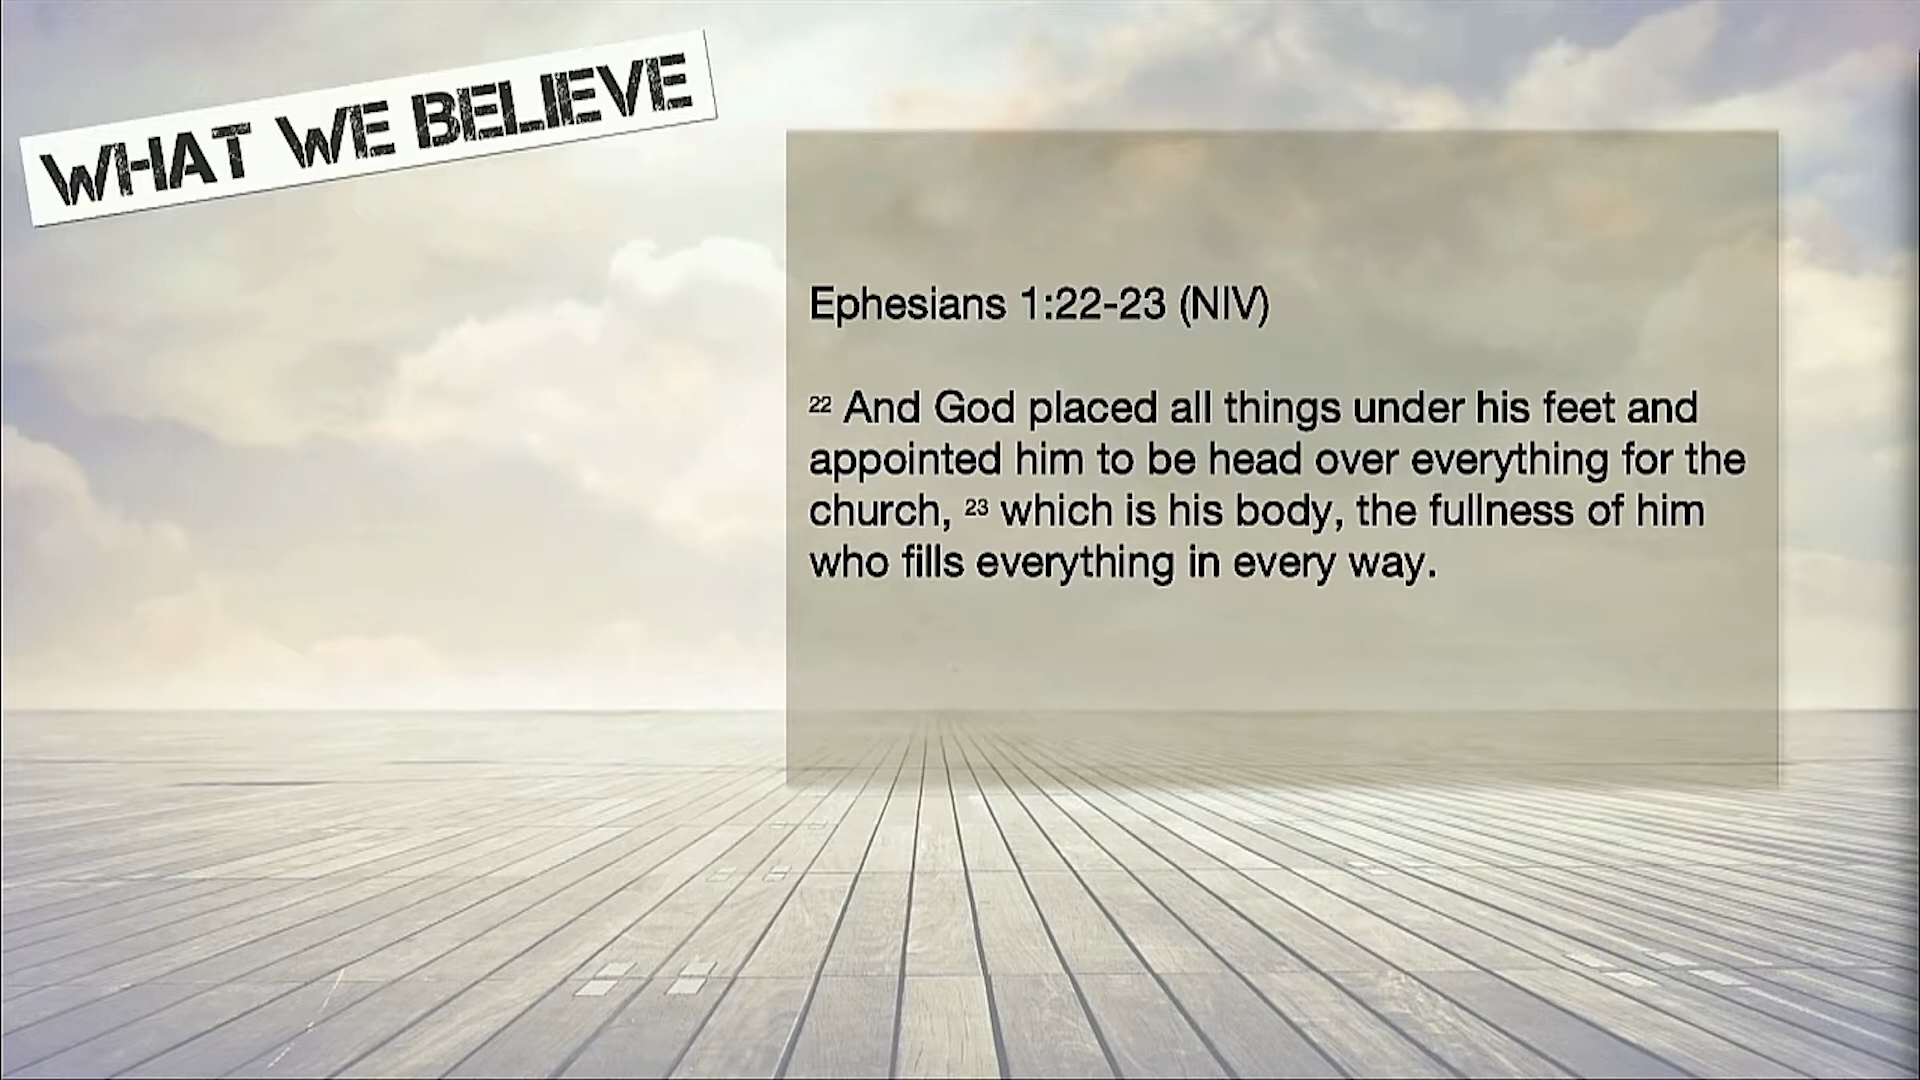 WHAT WE BELIEVE
Ephesians 1:22-23 (NIV)
22 And God placed all things under his feet and
appointed him to be head over everything for the
church, 23 which is his body, the fullness of him
who fills everything in every way.